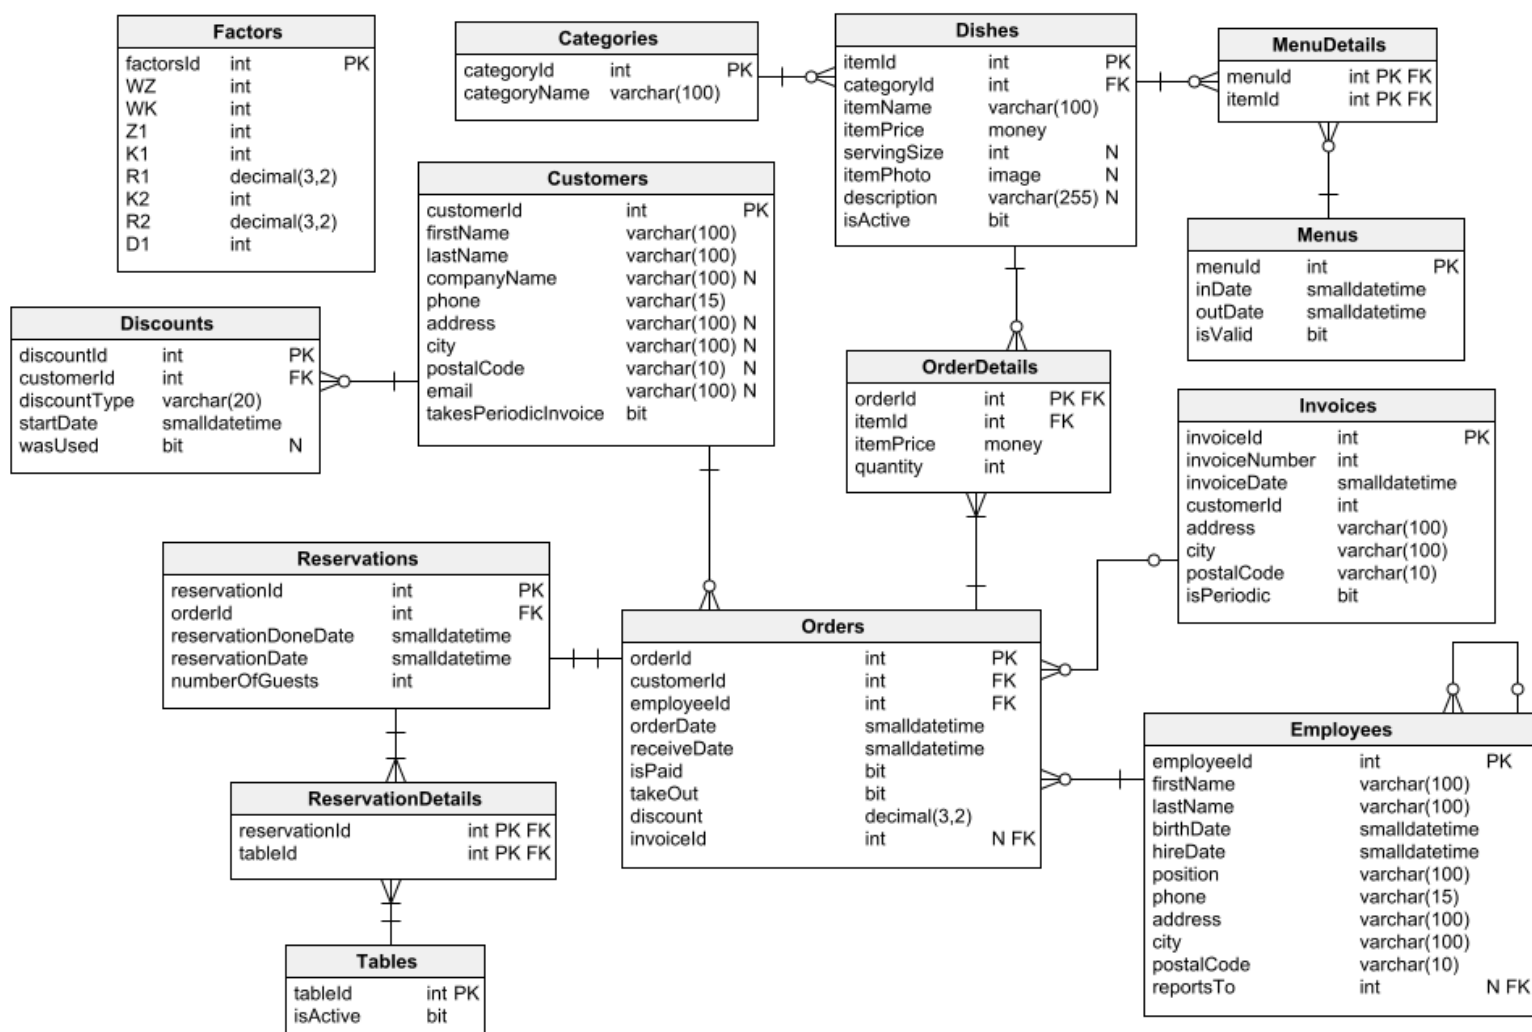 Factors
factorsId int PK
WZ int
WK int
Z1 int
K1 int
R1 decimal(3,2)
K2 int
R2 decimal(3,2)
D1 int
Categories
categoryId int PK
categoryName varchar(100)
Dishes
itemId int PK
categoryId int FK
itemName varchar(100)
itemPrice money
servingSize int N
itemPhoto image N
description varchar(255) N
isActive bit
MenuDetails
menuId int PK FK
itemId int PK FK
Customers
customerId int PK
firstName varchar(100)
lastName varchar(100)
companyName varchar(100) N
phone varchar(15)
address varchar(100) N
city varchar(100) N
postalCode varchar(10) N
email varchar(100) N
takesPeriodicInvoice bit
Menus
menuId int PK
inDate smalldatetime
outDate smalldatetime
isValid bit
Discounts
discountId int PK
customerId int FK
discountType varchar(20)
startDate smalldatetime
wasUsed bit N
OrderDetails
orderId int PK FK
itemId int FK
itemPrice money
quantity int
Invoices
invoiceId int PK
invoiceNumber int
invoiceDate smalldatetime
customerId int
address varchar(100)
city varchar(100)
postalCode varchar(10)
isPeriodic bit
Reservations
reservationId int PK
orderId int FK
reservationDoneDate smalldatetime
reservationDate smalldatetime
numberOfGuests int
Orders
orderId int PK
customerId int FK
employeeId int FK
orderDate smalldatetime
receiveDate smalldatetime
isPaid bit
takeOut bit
discount decimal(3,2)
invoiceId int N FK
Employees
employeeId int PK
firstName varchar(100)
lastName varchar(100)
birthDate smalldatetime
hireDate smalldatetime
position varchar(100)
phone varchar(15)
address varchar(100)
city varchar(100)
postalCode varchar(10)
reportsTo int N FK
ReservationDetails
reservationId int PK FK
tableId int PK FK
Tables
tableId int PK
isActive bit